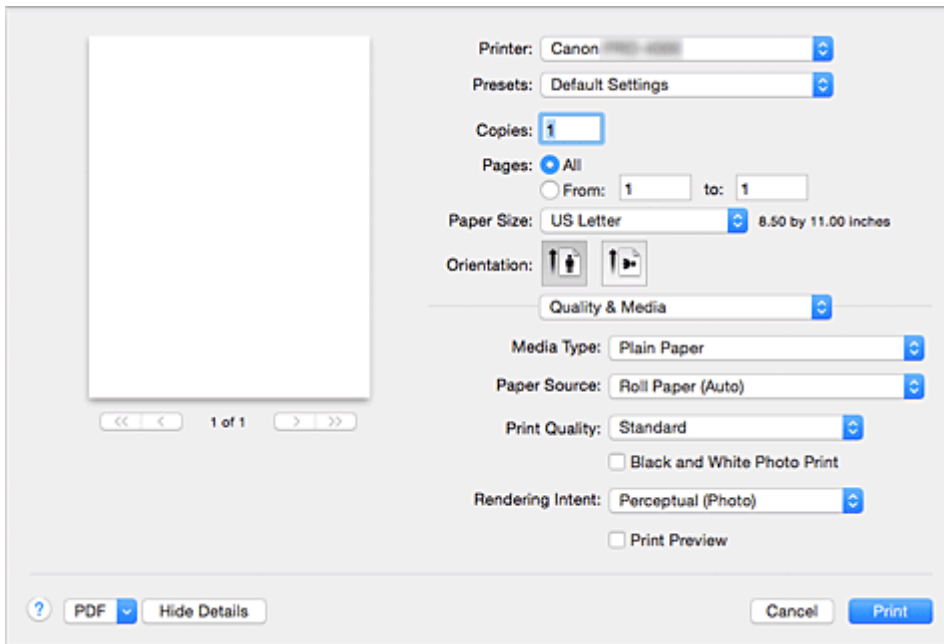 Printer: Canon
Presets: Default Settings
Copies: 1
Pages: All
From: 1 to: 1
Paper Size: US Letter 8.50 by 11.00 inches
Orientation:
Quality & Media
Media Type: Plain Paper
Paper Source: Roll Paper (Auto)
<< < 1 of 1 > >>
Print Quality: Standard
Black and White Photo Print
Rendering Intent: Perceptual (Photo)
Print Preview
? PDF Hide Details Cancel Print